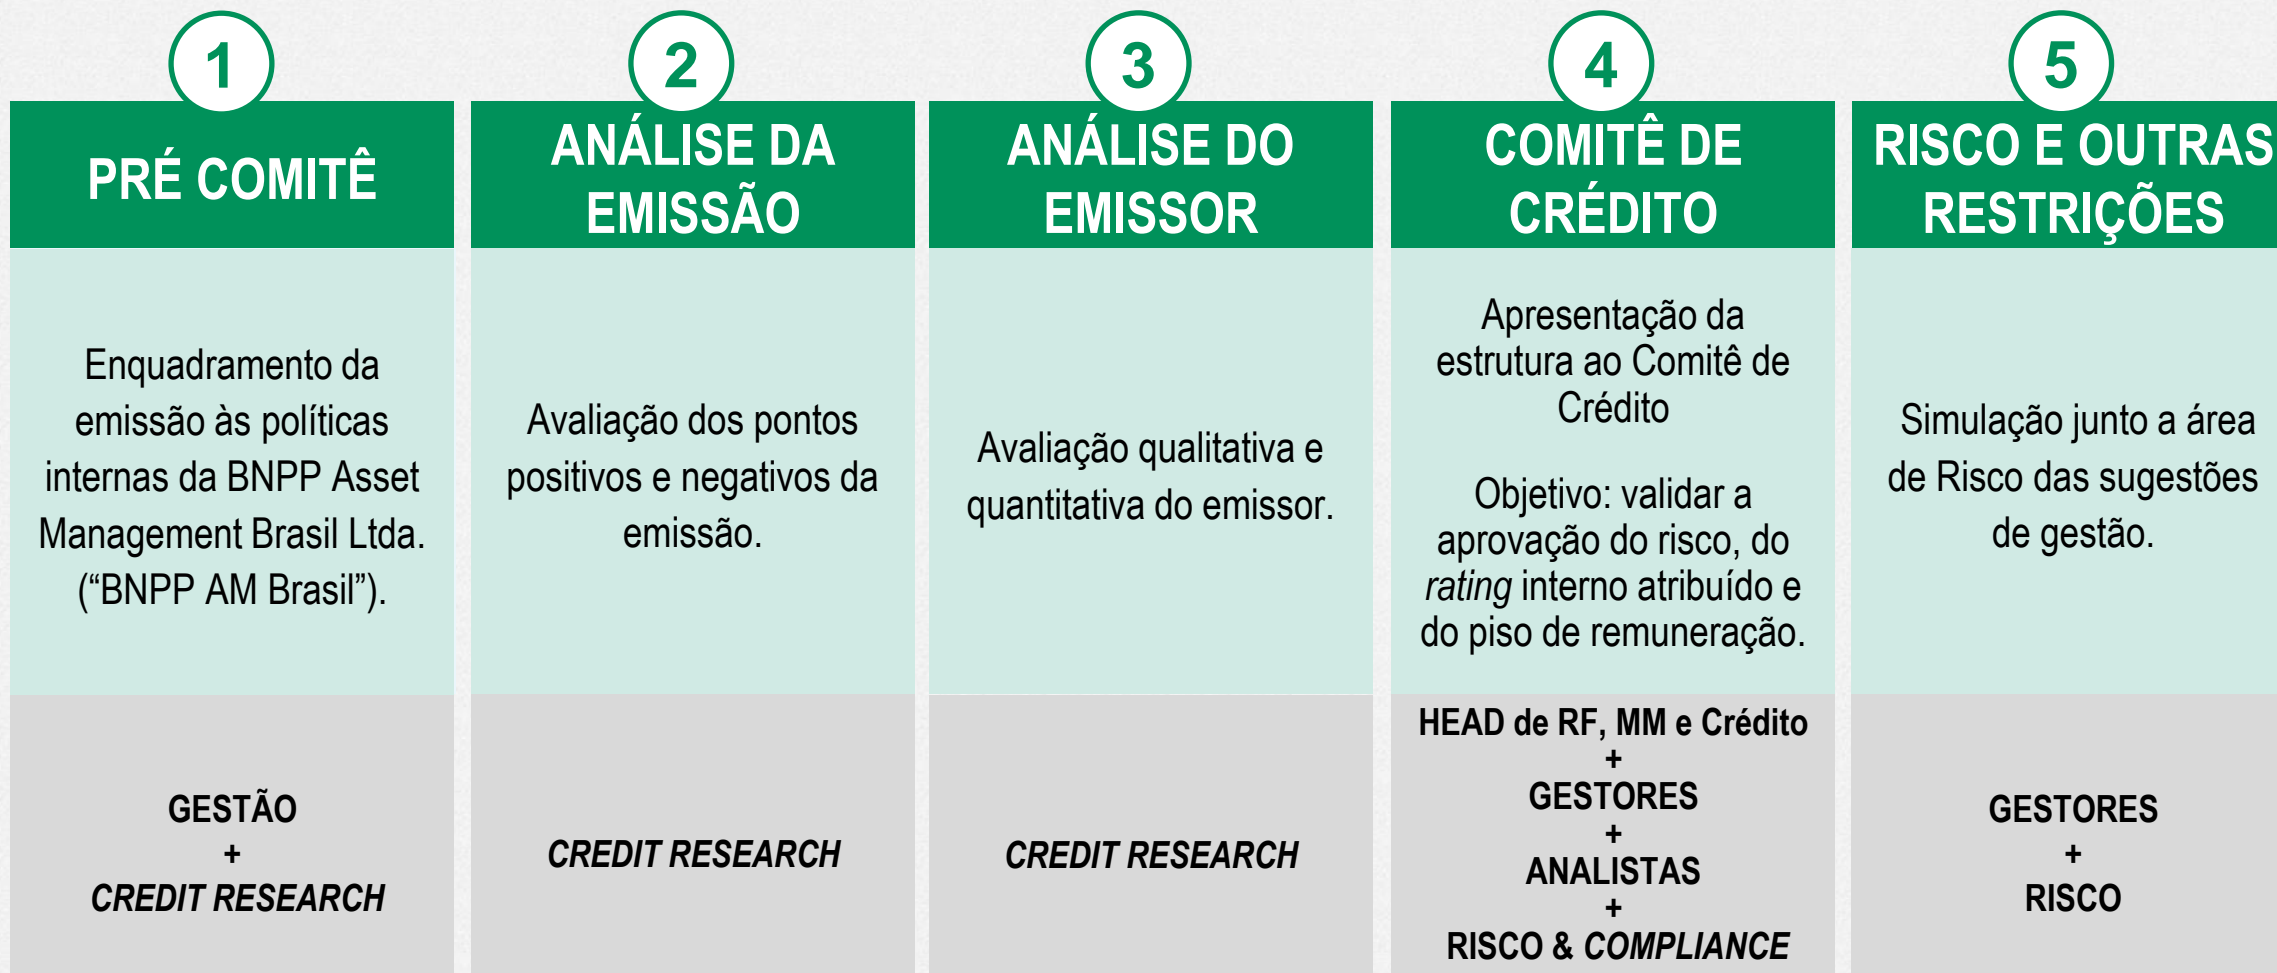 1
PRÉ COMITÊ
Enquadramento da
emissão às políticas
internas da BNPP Asset
Management Brasil Ltda.
(“BNPP AM Brasil”).
GESTÃO
+
CREDIT RESEARCH
2
ANÁLISE DA
EMISSÃO
Avaliação dos pontos
positivos e negativos da
emissão.
CREDIT RESEARCH
3
ANÁLISE DO
EMISSOR
Avaliação qualitativa e
quantitativa do emissor.
CREDIT RESEARCH
4
COMITÊ DE
CRÉDITO
Apresentação da
estrutura ao Comitê de
Crédito
Objetivo: validar a
aprovação do risco, do
rating interno atribuído e
do piso de remuneração.
HEAD de RF, MM e Crédito
+
GESTORES
+
ANALISTAS
+
RISCO & COMPLIANCE
5
RISCO E OUTRAS
RESTRIÇÕES
Simulação junto a área
de Risco das sugestões
de gestão.
GESTORES
+
RISCO